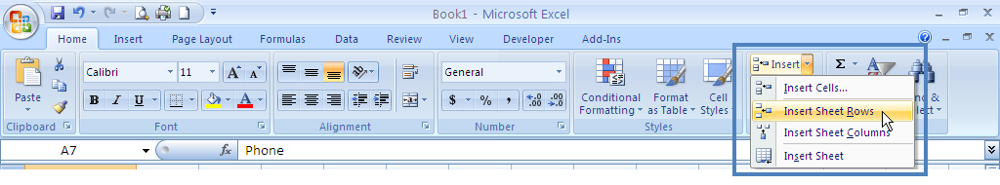 Book1 - Microsoft Excel
Home Insert Page Layout Formulas Data Review View Developer Add-Ins
Paste
Clipboard
Calibri 11 A A
B I U A
Font
Alignment
General
$ % , .0 .00 .00 .0
Number
Conditional Formatting
Format as Table
Cell Styles
Styles
Insert Σ
Insert Cells...
Insert Sheet Rows
Insert Sheet Columns
Insert Sheet
A7 fx Phone